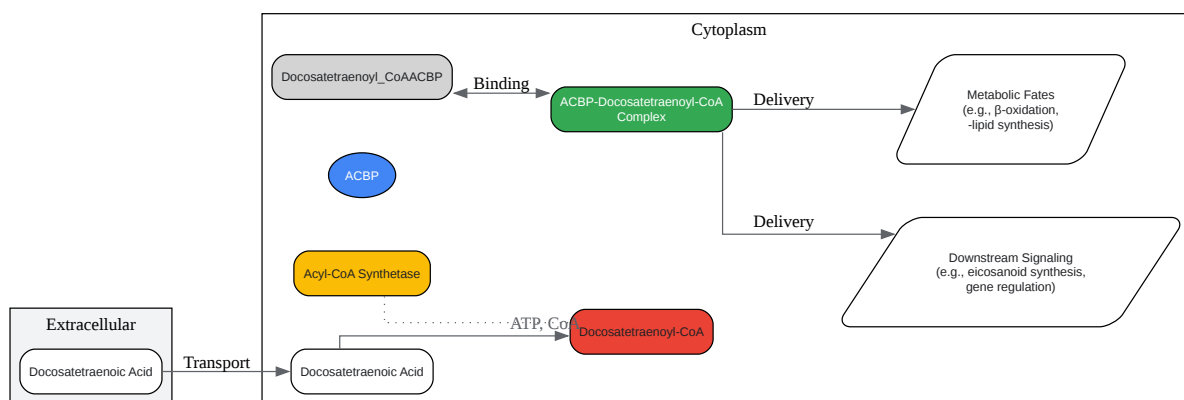 Cytoplasm
Docosatetraenoyl_CoAACBP
Binding
ACBP-Docosatetraenoyl-CoA
Complex
Delivery
Metabolic Fates
(e.g., β-oxidation,
-lipid synthesis)
ACBP
Delivery
Downstream Signaling
(e.g., eicosanoid synthesis,
gene regulation)
Acyl-CoA Synthetase
ATP, CoA
Docosatetraenoyl-CoA
Extracellular
Docosatetraenoic Acid
Transport
Docosatetraenoic Acid